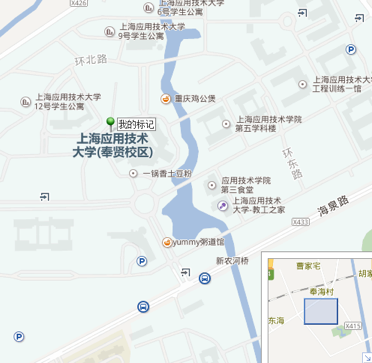 X426
上海应用技术大学
6号学生公寓
上海应用技术大学
9号学生公寓
环北路
上海应用技术大学
工程训练一馆
上海应用技术大学
12号学生公寓
重庆鸡公煲
我的标记
上海应用技术学院
第五学科楼
上海应用技术
大学(奉贤校区)
环东路
一锅香土豆粉
应用技术学院
第三食堂
上海应用技术
大学-教工之家
海泉路
X433
yummy粥道馆
新农河桥
P
P
P
曹家宅
胡家
奉海村
东海
X415